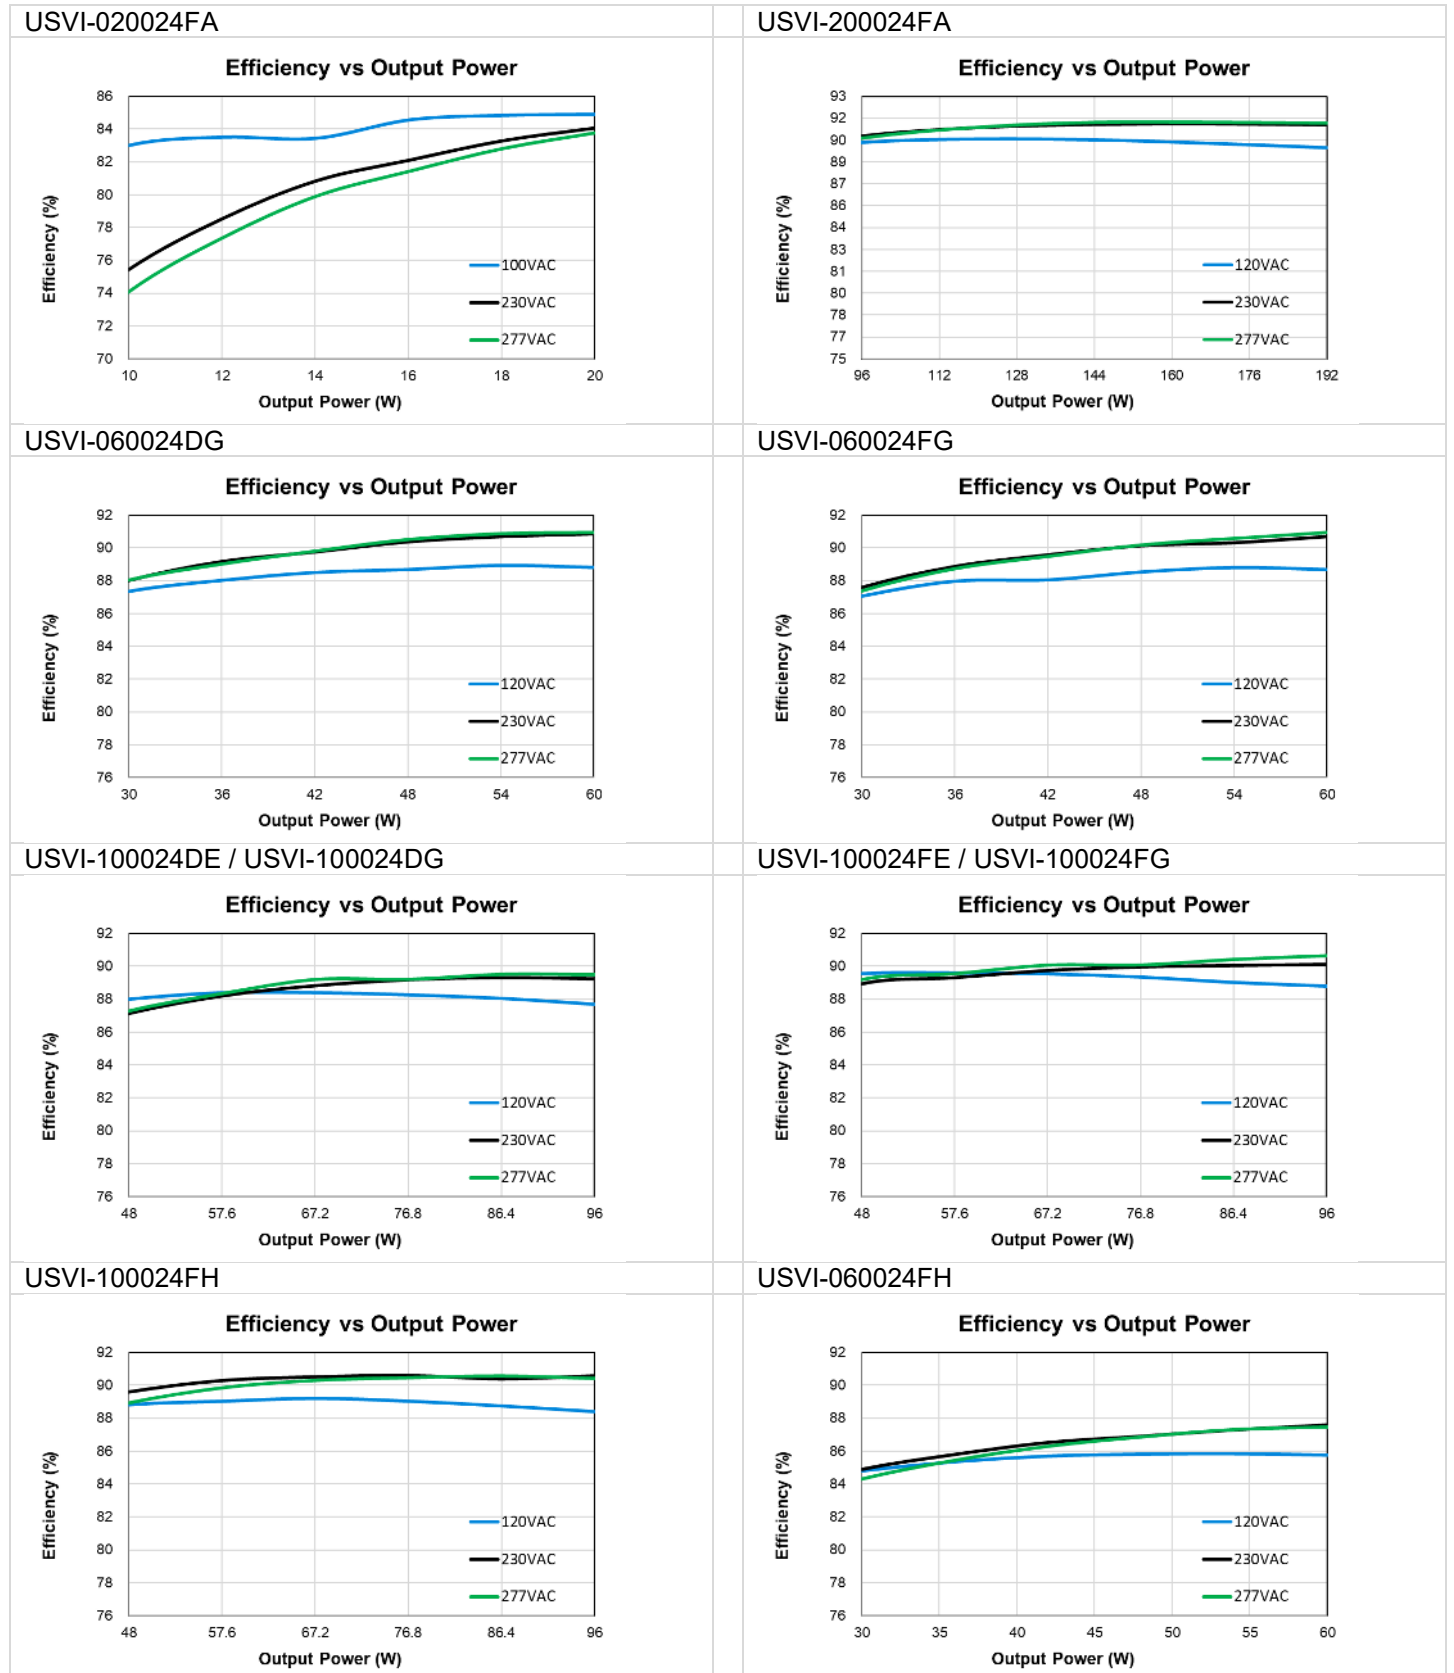 USVI-020024FA
Efficiency vs Output Power
86
84
82
80
78
76
74
72
70
Efficiency (%)
100VAC
230VAC
277VAC
10 12 14 16 18 20
Output Power (W)
USVI-200024FA
Efficiency vs Output Power
93
92
90
89
87
86
84
83
81
80
78
77
75
Efficiency (%)
120VAC
230VAC
277VAC
96 112 128 144 160 176 192
Output Power (W)
USVI-060024DG
Efficiency vs Output Power
92
90
88
86
84
82
80
78
76
Efficiency (%)
120VAC
230VAC
277VAC
30 36 42 48 54 60
Output Power (W)
USVI-060024FG
Efficiency vs Output Power
92
90
88
86
84
82
80
78
76
Efficiency (%)
120VAC
230VAC
277VAC
30 36 42 48 54 60
Output Power (W)
USVI-100024DE / USVI-100024DG
Efficiency vs Output Power
92
90
88
86
84
82
80
78
76
Efficiency (%)
120VAC
230VAC
277VAC
48 57.6 67.2 76.8 86.4 96
Output Power (W)
USVI-100024FE / USVI-100024FG
Efficiency vs Output Power
92
90
88
86
84
82
80
78
76
Efficiency (%)
120VAC
230VAC
277VAC
48 57.6 67.2 76.8 86.4 96
Output Power (W)
USVI-100024FH
Efficiency vs Output Power
92
90
88
86
84
82
80
78
76
Efficiency (%)
120VAC
230VAC
277VAC
48 57.6 67.2 76.8 86.4 96
Output Power (W)
USVI-060024FH
Efficiency vs Output Power
92
90
88
86
84
82
80
78
76
Efficiency (%)
120VAC
230VAC
277VAC
30 35 40 45 50 55 60
Output Power (W)